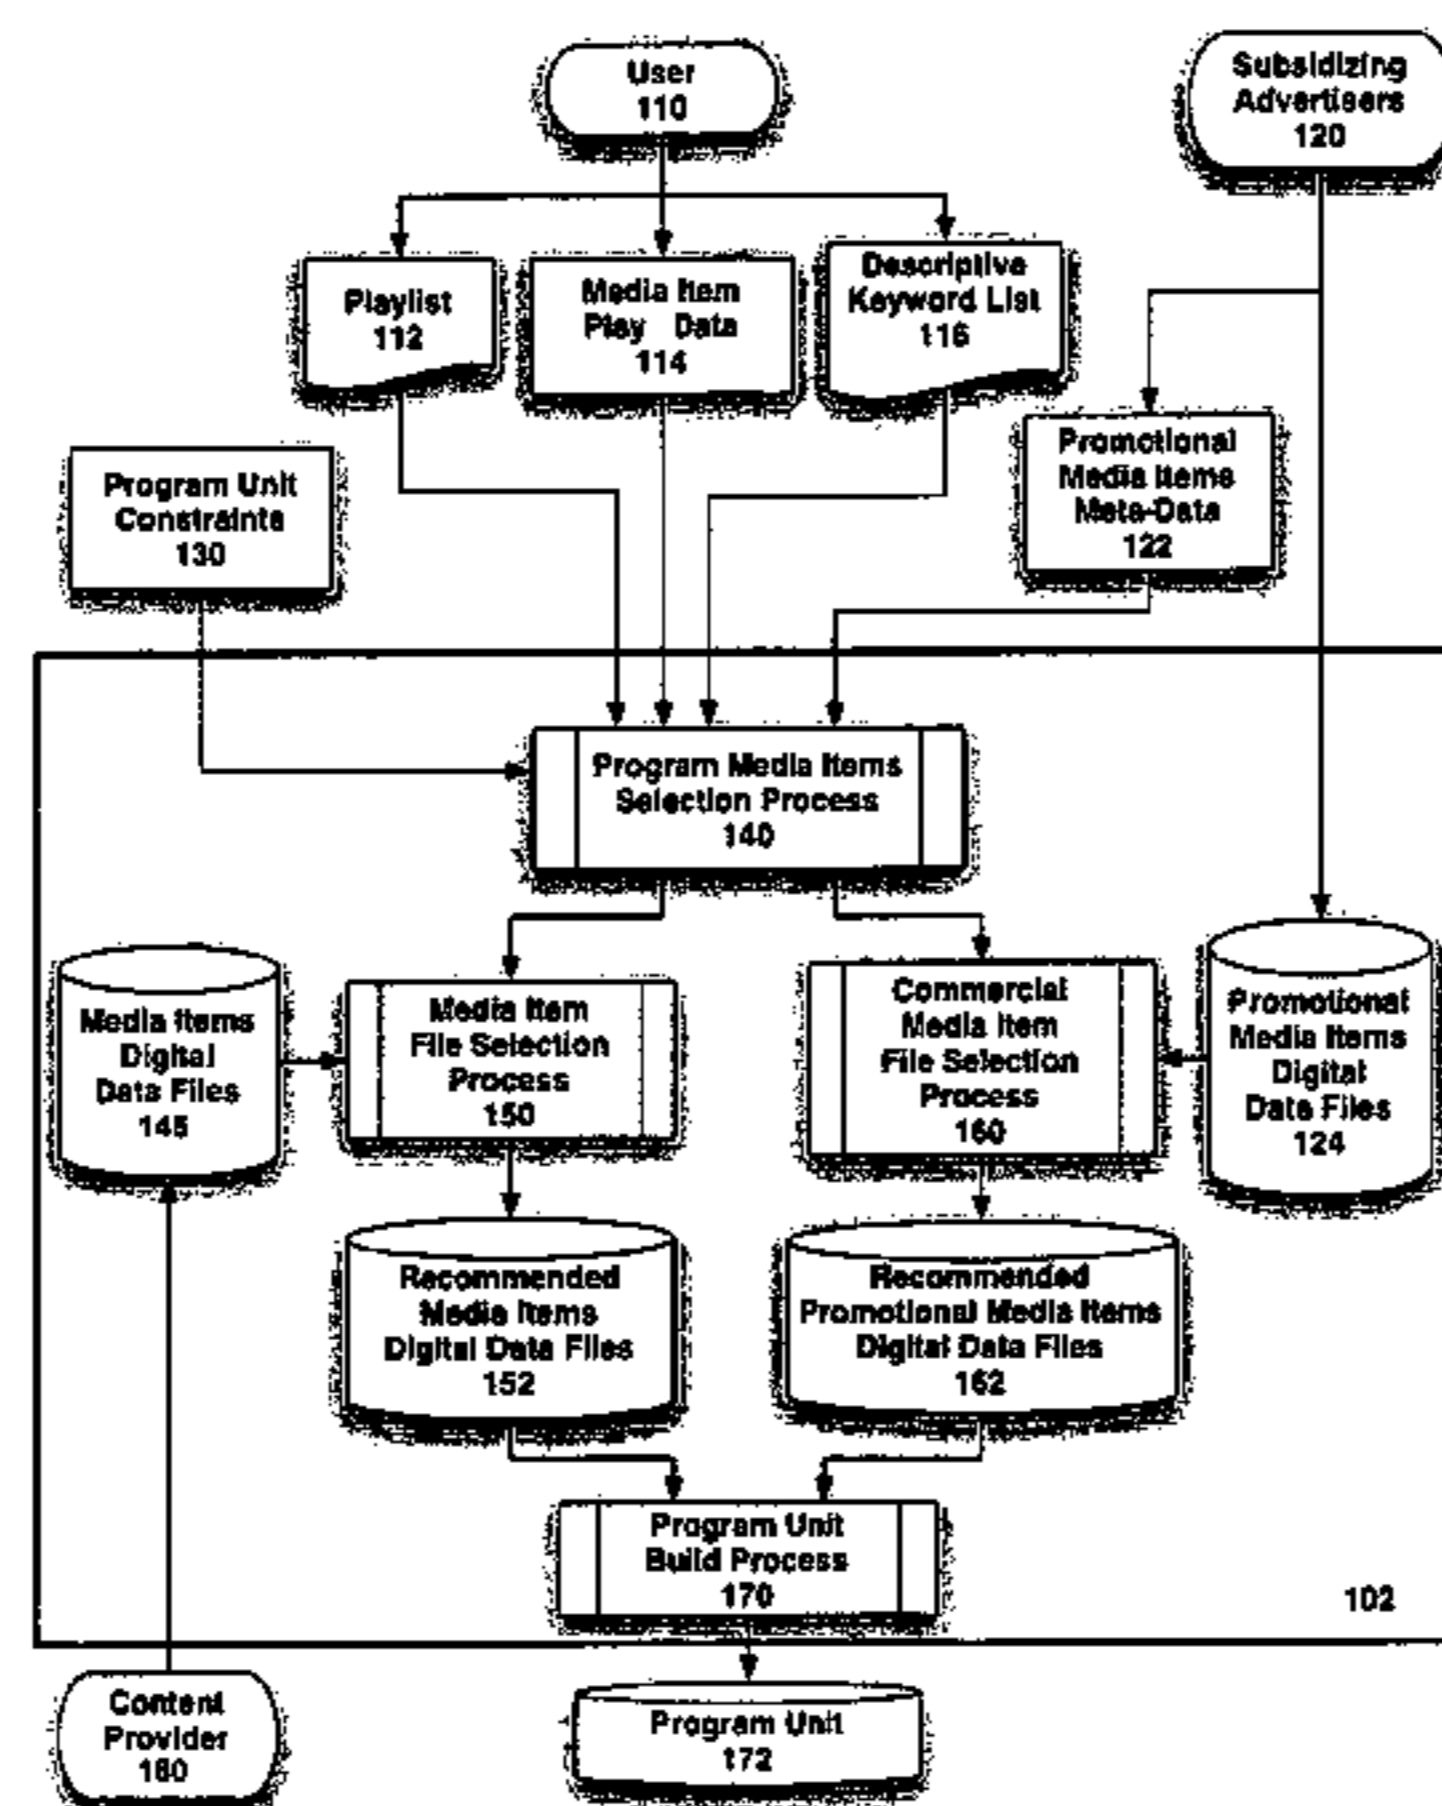 User
110
Subsidizing
Advertisers
120
Playlist
112
Media Item
Play Data
114
Descriptive
Keyword List
116
Promotional
Media Items
Meta-Data
122
Program Unit
Constraints
130
Program Media Items
Selection Process
140
Media Items
Digital
Data Files
145
Media Item
File Selection
Process
150
Commercial
Media Item
File Selection
Process
160
Promotional
Media Items
Digital
Data Files
124
Recommended
Media Items
Digital Data Files
152
Recommended
Promotional Media Items
Digital Data Files
162
Program Unit
Build Process
170
102
Content
Provider
180
Program Unit
172